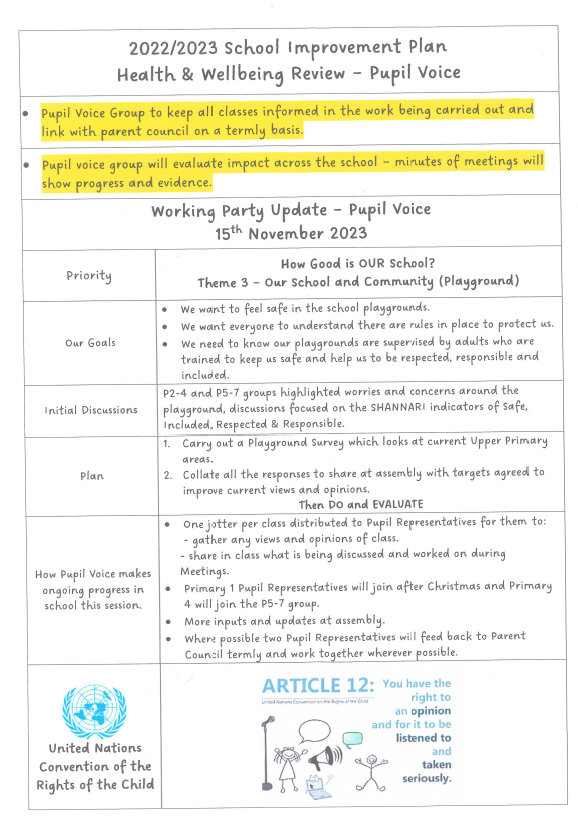 2022/2023 School Improvement Plan
Health & Wellbeing Review – Pupil Voice
• Pupil Voice Group to keep all classes informed in the work being carried out and
link with parent council on a termly basis.
• Pupil voice group will evaluate impact across the school – minutes of meetings will
show progress and evidence.
Working Party Update – Pupil Voice
15th November 2023
Priority
How Good is OUR School?
Theme 3 – Our School and Community (Playground)
Our Goals
• We want to feel safe in the school playgrounds.
• We want everyone to understand there are rules in place to protect us.
• We need to know our playgrounds are supervised by adults who are
trained to keep us safe and help us to be respected, responsible and
included.
Initial Discussions
P2-4 and P5-7 groups highlighted worries and concerns around the
playground, discussions focused on the SHANNARI indicators of Safe,
Included, Respected & Responsible.
Plan
1. Carry out a Playground Survey which looks at current Upper Primary
areas.
2. Collate all the responses to share at assembly with targets agreed to
improve current views and opinions.
Then DO and EVALUATE
How Pupil Voice makes
ongoing progress in
school this session.
• One jotter per class distributed to Pupil Representatives for them to:
- gather any views and opinions of class.
- share in class what is being discussed and worked on during
Meetings.
• Primary 1 Pupil Representatives will join after Christmas and Primary
4 will join the P5-7 group.
• More inputs and updates at assembly.
• Where possible two Pupil Representatives will feed back to Parent
Council termly and work together wherever possible.
United Nations
Convention of the
Rights of the Child
ARTICLE 12:
United Nations Convention on the Rights of the Child
You have the
right to
an opinion
and for it to be
listened to
and
taken
seriously.